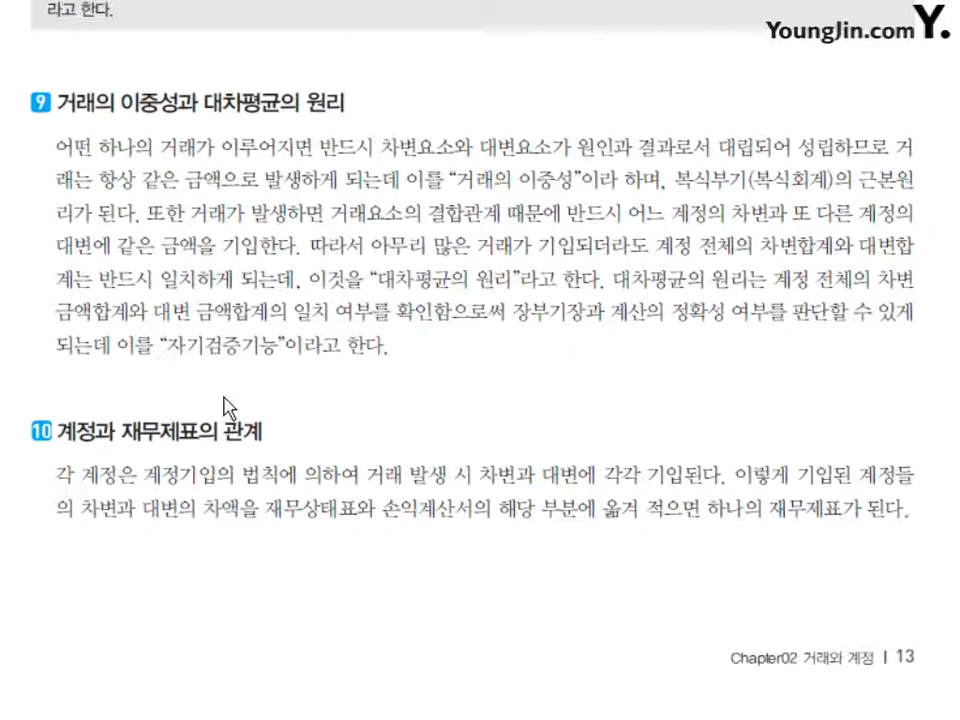 라고 한다.
YoungJin.com Y.
9 거래의 이중성과 대차평균의 원리
어떤 하나의 거래가 이루어지면 반드시 차변요소와 대변요소가 원인과 결과로서 대립되어 성립하므로 거
래는 항상 같은 금액으로 발생하게 되는데 이를 “거래의 이중성”이라 하며, 복식부기(복식회계)의 근본원
리가 된다. 또한 거래가 발생하면 거래요소의 결합관계 때문에 반드시 어느 계정의 차변과 또 다른 계정의
대변에 같은 금액을 기입한다. 따라서 아무리 많은 거래가 기입되더라도 계정 전체의 차변합계와 대변합
계는 반드시 일치하게 되는데, 이것을 “대차평균의 원리”라고 한다. 대차평균의 원리는 계정 전체의 차변
금액합계와 대변 금액합계의 일치 여부를 확인함으로써 장부기장과 계산의 정확성 여부를 판단할 수 있게
되는데 이를 “자기검증기능”이라고 한다.
10 계정과 재무제표의 관계
각 계정은 계정기입의 법칙에 의하여 거래 발생 시 차변과 대변에 각각 기입된다. 이렇게 기입된 계정들
의 차변과 대변의 차액을 재무상태표와 손익계산서의 해당 부분에 옮겨 적으면 하나의 재무제표가 된다.
Chapter02 거래와 계정 | 13